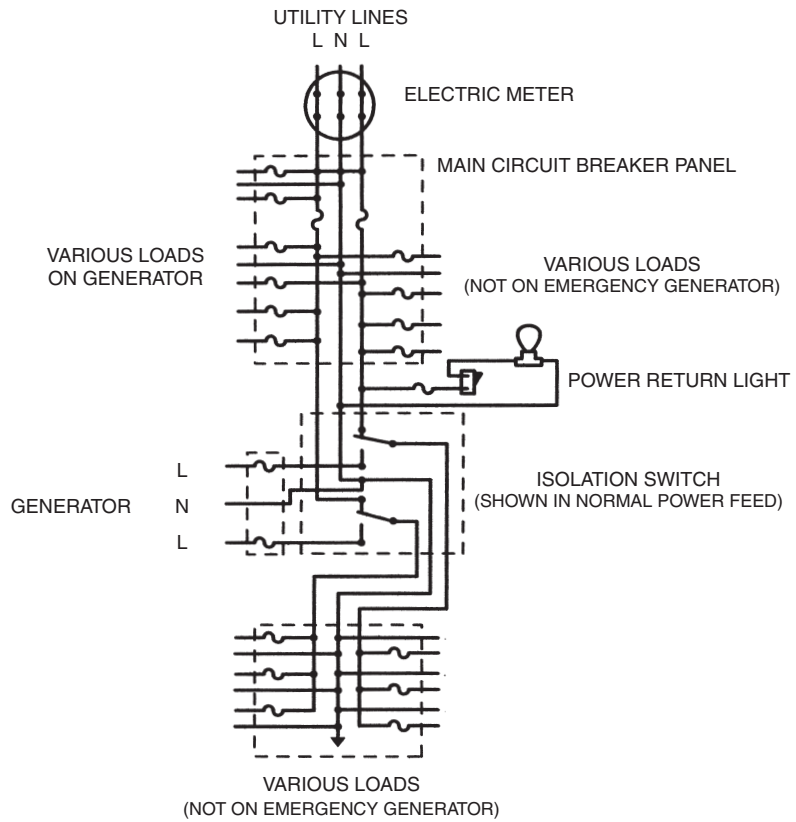 UTILITY LINES
L N L
ELECTRIC METER
MAIN CIRCUIT BREAKER PANEL
VARIOUS LOADS
ON GENERATOR
VARIOUS LOADS
(NOT ON EMERGENCY GENERATOR)
POWER RETURN LIGHT
L
GENERATOR N
L
ISOLATION SWITCH
(SHOWN IN NORMAL POWER FEED)
VARIOUS LOADS
(NOT ON EMERGENCY GENERATOR)